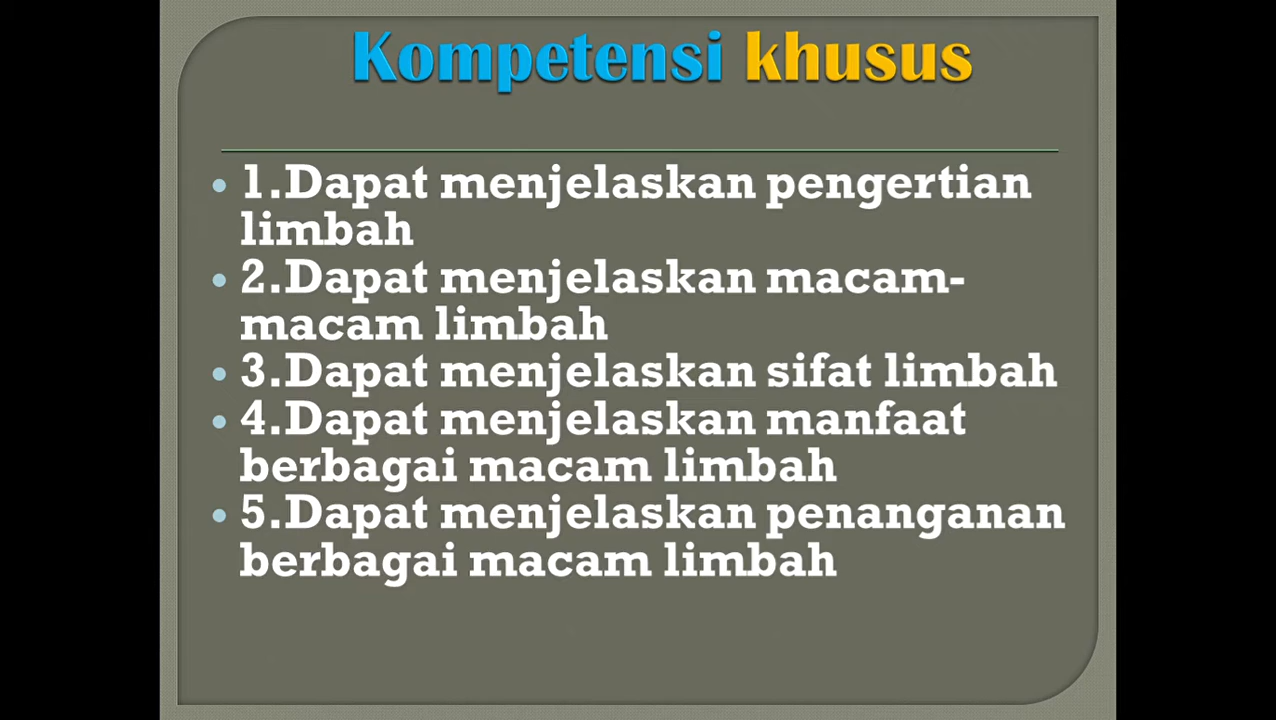 Kompetensi khusus
• 1.Dapat menjelaskan pengertian
limbah
• 2.Dapat menjelaskan macam-
macam limbah
• 3.Dapat menjelaskan sifat limbah
• 4.Dapat menjelaskan manfaat
berbagai macam limbah
• 5.Dapat menjelaskan penanganan
berbagai macam limbah